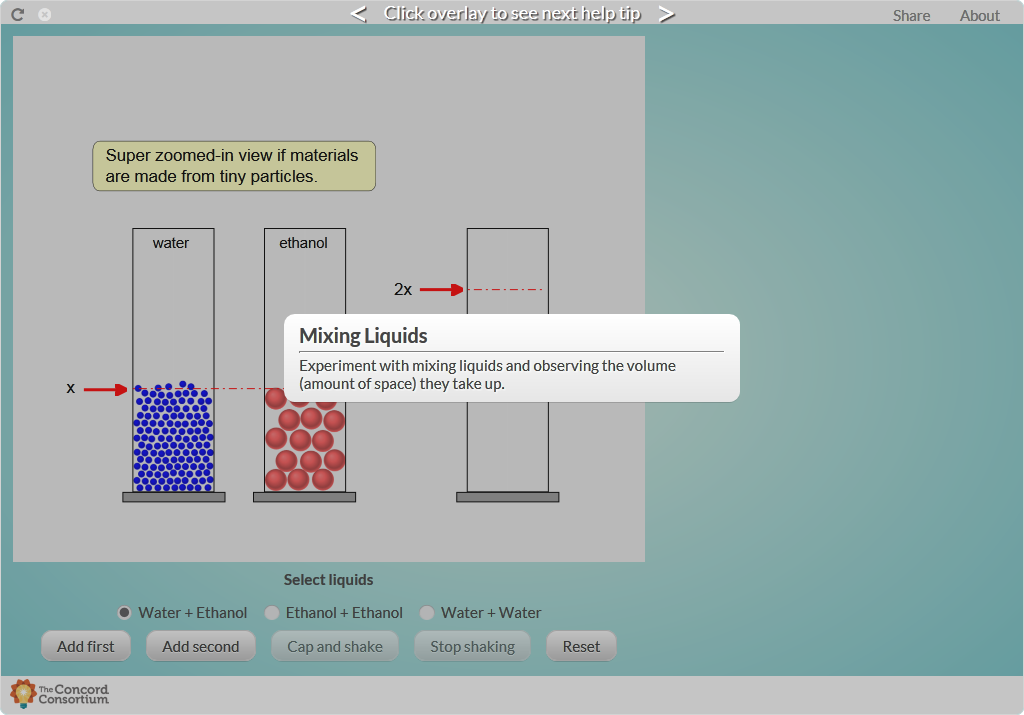 < Click overlay to see next help tip >
Share About
Super zoomed-in view if materials
are made from tiny particles.
water ethanol
2x
Mixing Liquids
Experiment with mixing liquids and observing the volume
(amount of space) they take up.
x
Select liquids
Water + Ethanol Ethanol + Ethanol Water + Water
Add first Add second Cap and shake Stop shaking Reset
The Concord
Consortium